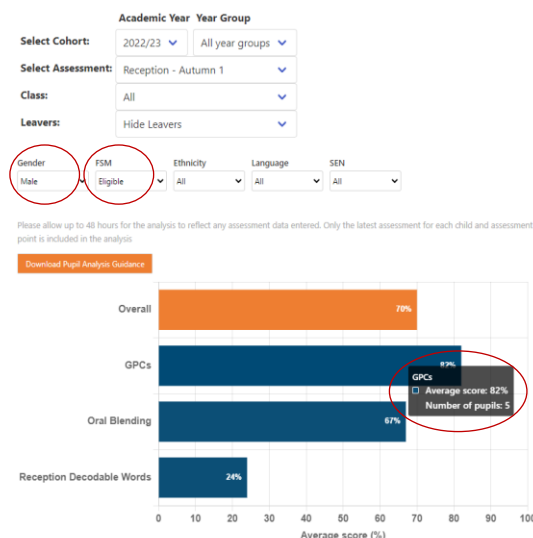 Academic Year Year Group
Select Cohort: 2022/23 All year groups
Select Assessment: Reception - Autumn 1
Class: All
Leavers: Hide Leavers
Gender FSM Ethnicity Language SEN
Male Eligible All All All
Please allow up to 48 hours for the analysis to reflect any assessment data entered. Only the latest assessment for each child and assessment
point is included in the analysis
Download Pupil Analysis Guidance
Overall 70%
GPCs 82%
GPCs
Average score: 82%
Number of pupils: 5
Oral Blending 67%
Reception Decodable Words 24%
0 10 20 30 40 50 60 70 80 90 100
Average score (%)